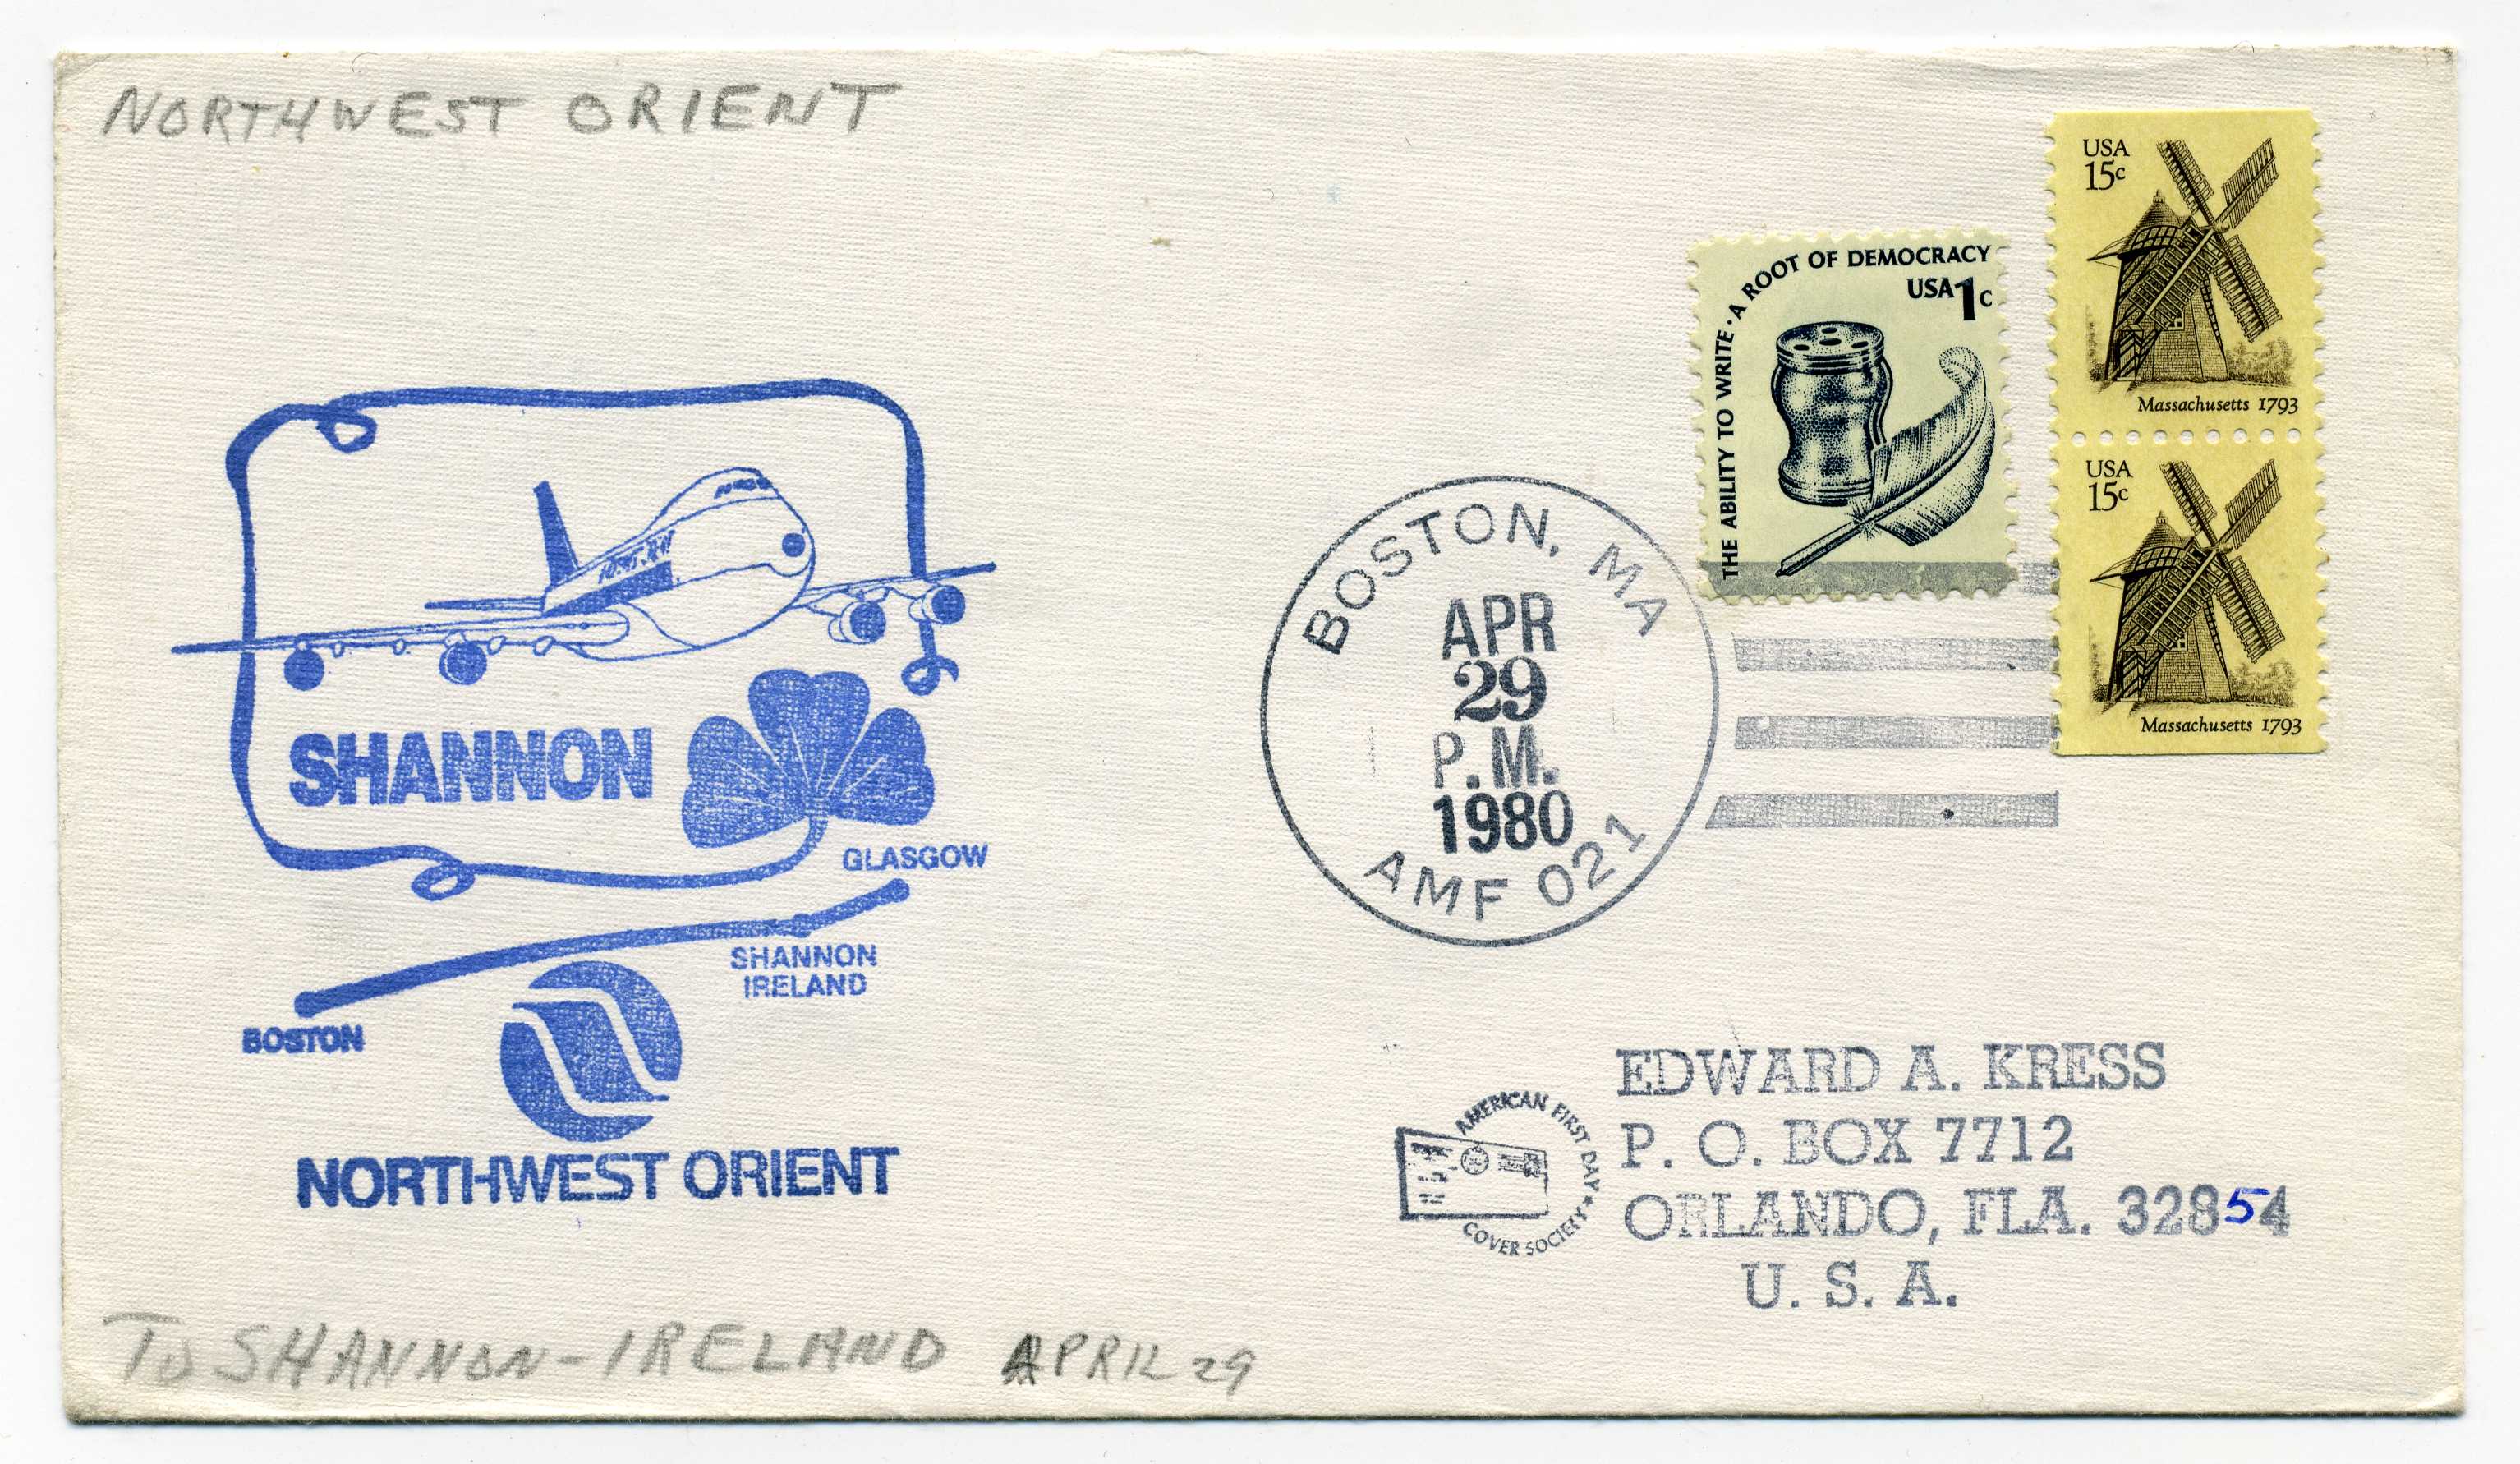 NORTHWEST ORIENT
USA
15c
Massachusetts 1793
THE ABILITY TO WRITE · A ROOT OF DEMOCRACY
USA 1c
USA
15c
Massachusetts 1793
BOSTON, MA
APR
29
P.M.
1980
AMF 021
SHANNON
GLASGOW
SHANNON
IRELAND
BOSTON
NORTHWEST ORIENT
AMERICAN FIRST DAY
COVER SOCIETY
EDWARD A. KRESS
P. O. BOX 7712
ORLANDO, FLA. 32854
U. S. A.
TO SHANNON - IRELAND APRIL 29